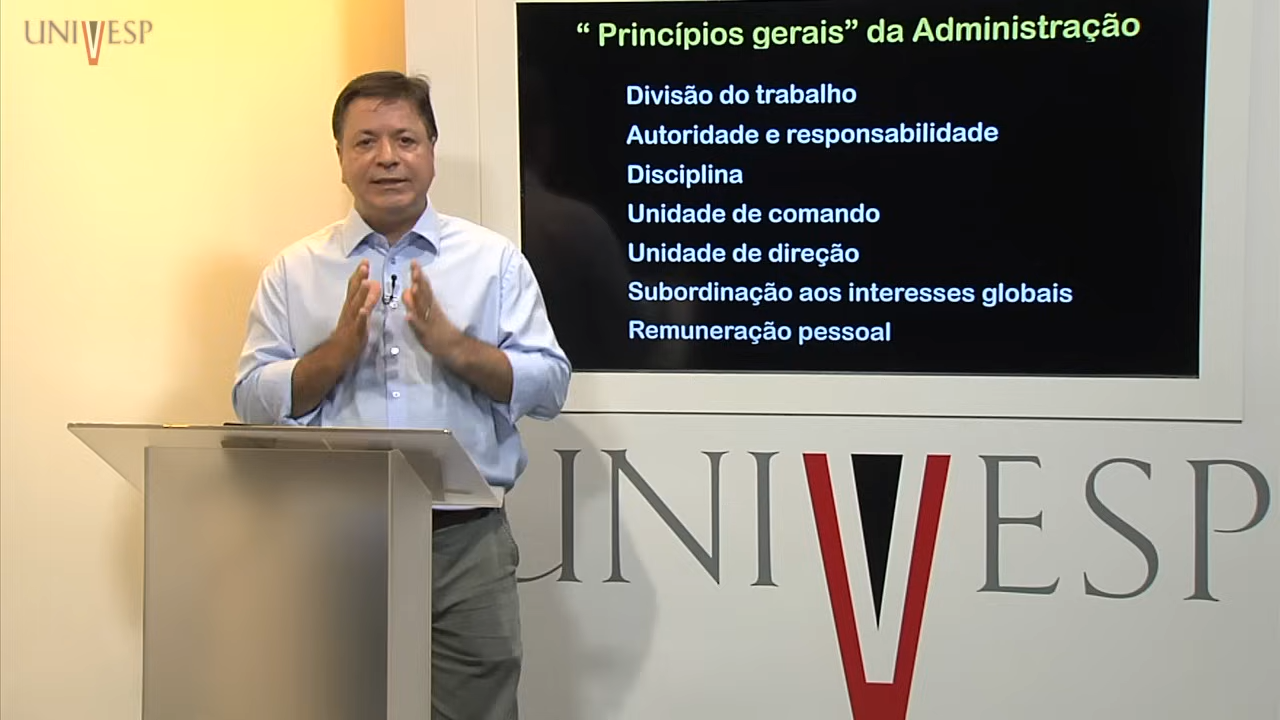 UNIVESP
“ Princípios gerais” da Administração
Divisão do trabalho
Autoridade e responsabilidade
Disciplina
Unidade de comando
Unidade de direção
Subordinação aos interesses globais
Remuneração pessoal
UNIVESP